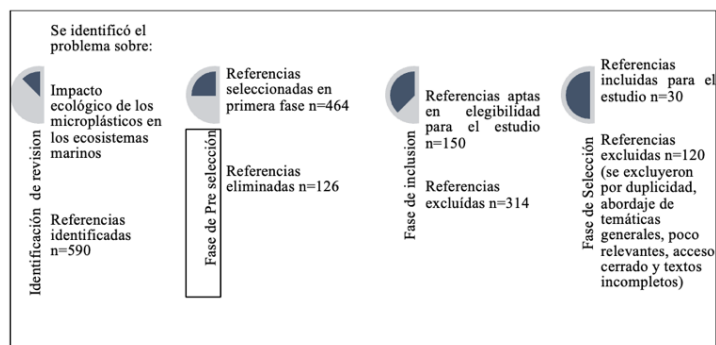 Se identificó el
problema sobre:
Impacto
ecológico de los
microplásticos en
los ecosistemas
marinos
Referencias
identificadas
n=590
Identificación de revision
Referencias
seleccionadas en
primera fase n=464
Referencias
eliminadas n=126
Fase de Pre selección
Referencias aptas
en elegibilidad
para el estudio
n=150
Referencias
excluídas n=314
Fase de inclusion
Referencias
incluidas para el
estudio n=30
Referencias
excluidas n=120
(se excluyeron
por duplicidad,
abordaje de
temáticas
generales, poco
relevantes, acceso
cerrado y textos
incompletos)
Fase de Selección